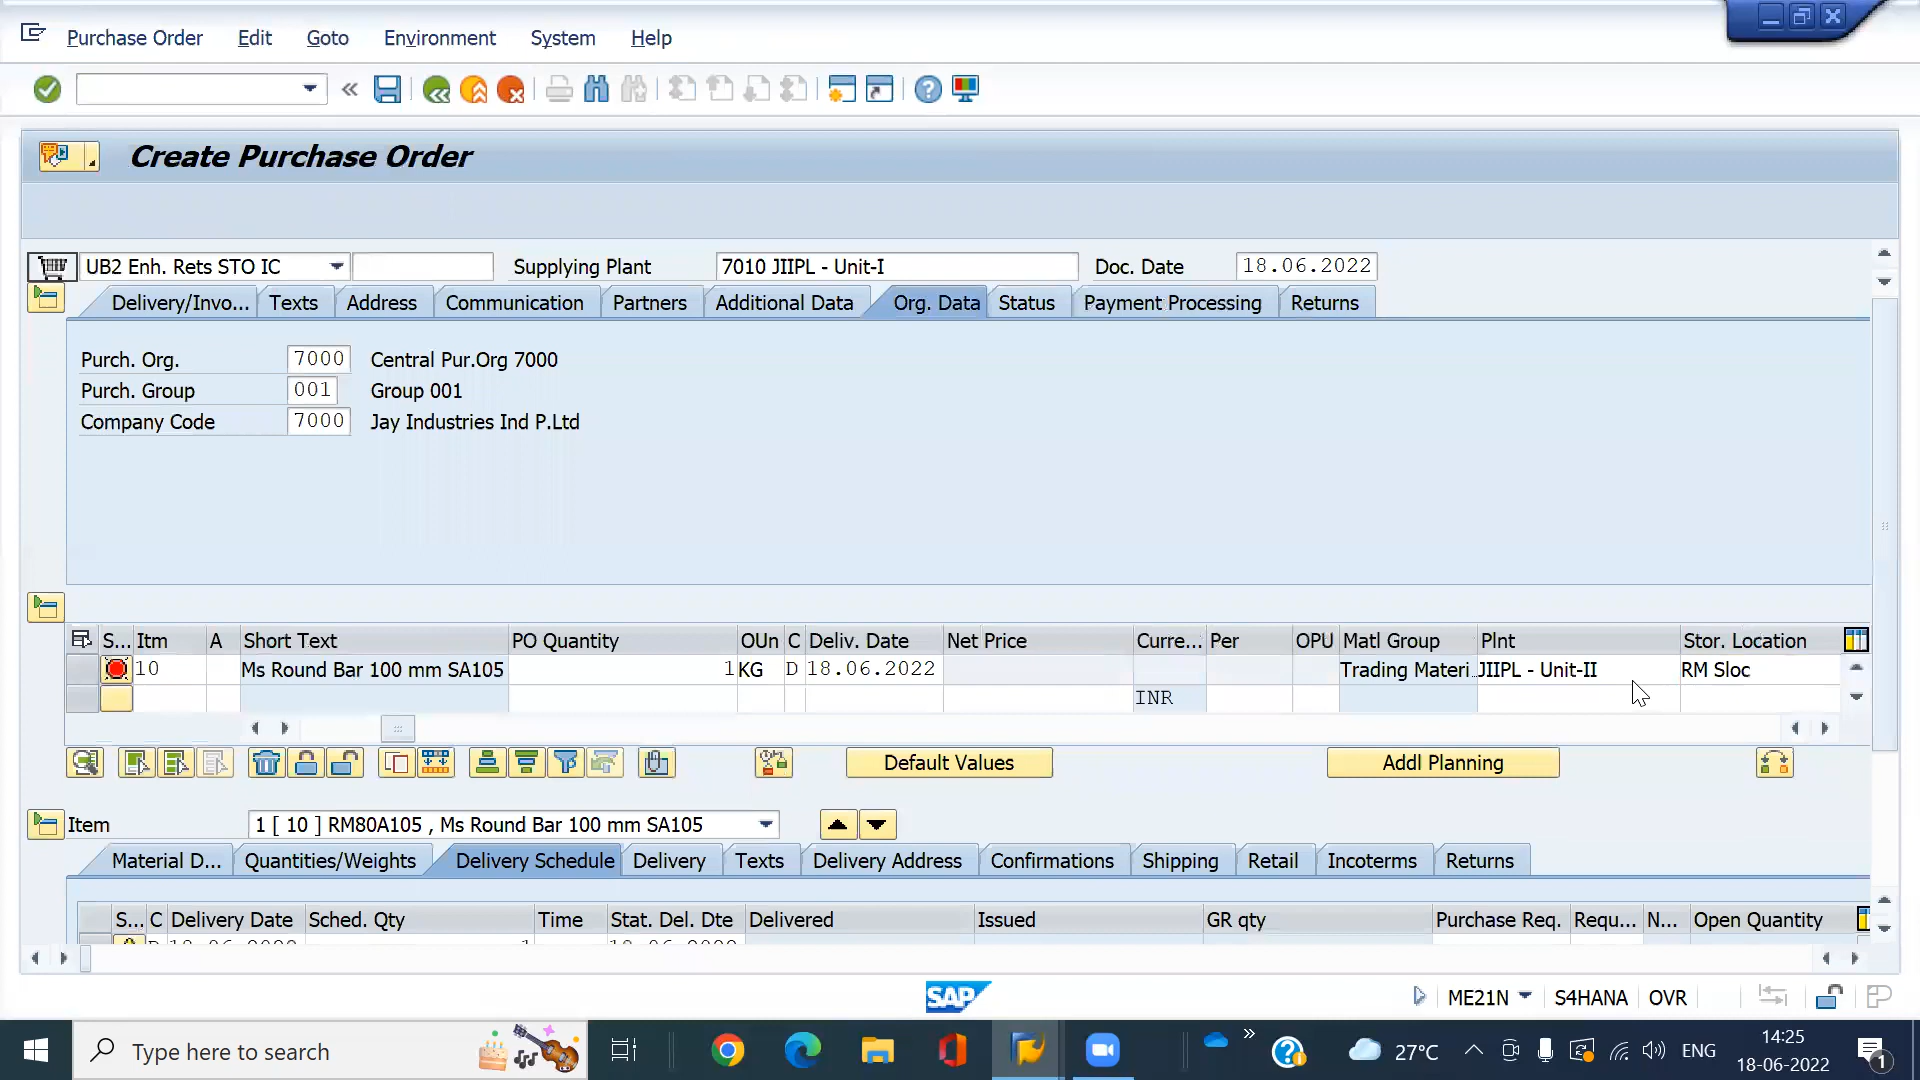 Purchase Order Edit Goto Environment System Help
Create Purchase Order
UB2 Enh. Rets STO IC Supplying Plant 7010 JIIPL - Unit-I Doc. Date 18.06.2022
Delivery/Invo... Texts Address Communication Partners Additional Data Org. Data Status Payment Processing Returns
Purch. Org. 7000 Central Pur.Org 7000
Purch. Group 001 Group 001
Company Code 7000 Jay Industries Ind P.Ltd
S... Itm A Short Text PO Quantity OUn C Deliv. Date Net Price Curre... Per OPU Matl Group Plnt Stor. Location
10 Ms Round Bar 100 mm SA105 1 KG D 18.06.2022 Trading Materi... JIIPL - Unit-II RM Sloc
INR
Default Values Addl Planning
Item 1 [ 10 ] RM80A105 , Ms Round Bar 100 mm SA105
Material D... Quantities/Weights Delivery Schedule Delivery Texts Delivery Address Confirmations Shipping Retail Incoterms Returns
S... C Delivery Date Sched. Qty Time Stat. Del. Dte Delivered Issued GR qty Purchase Req. Requ... N... Open Quantity
SAP ME21N S4HANA OVR
Type here to search 27°C ENG 14:25
18-06-2022 1